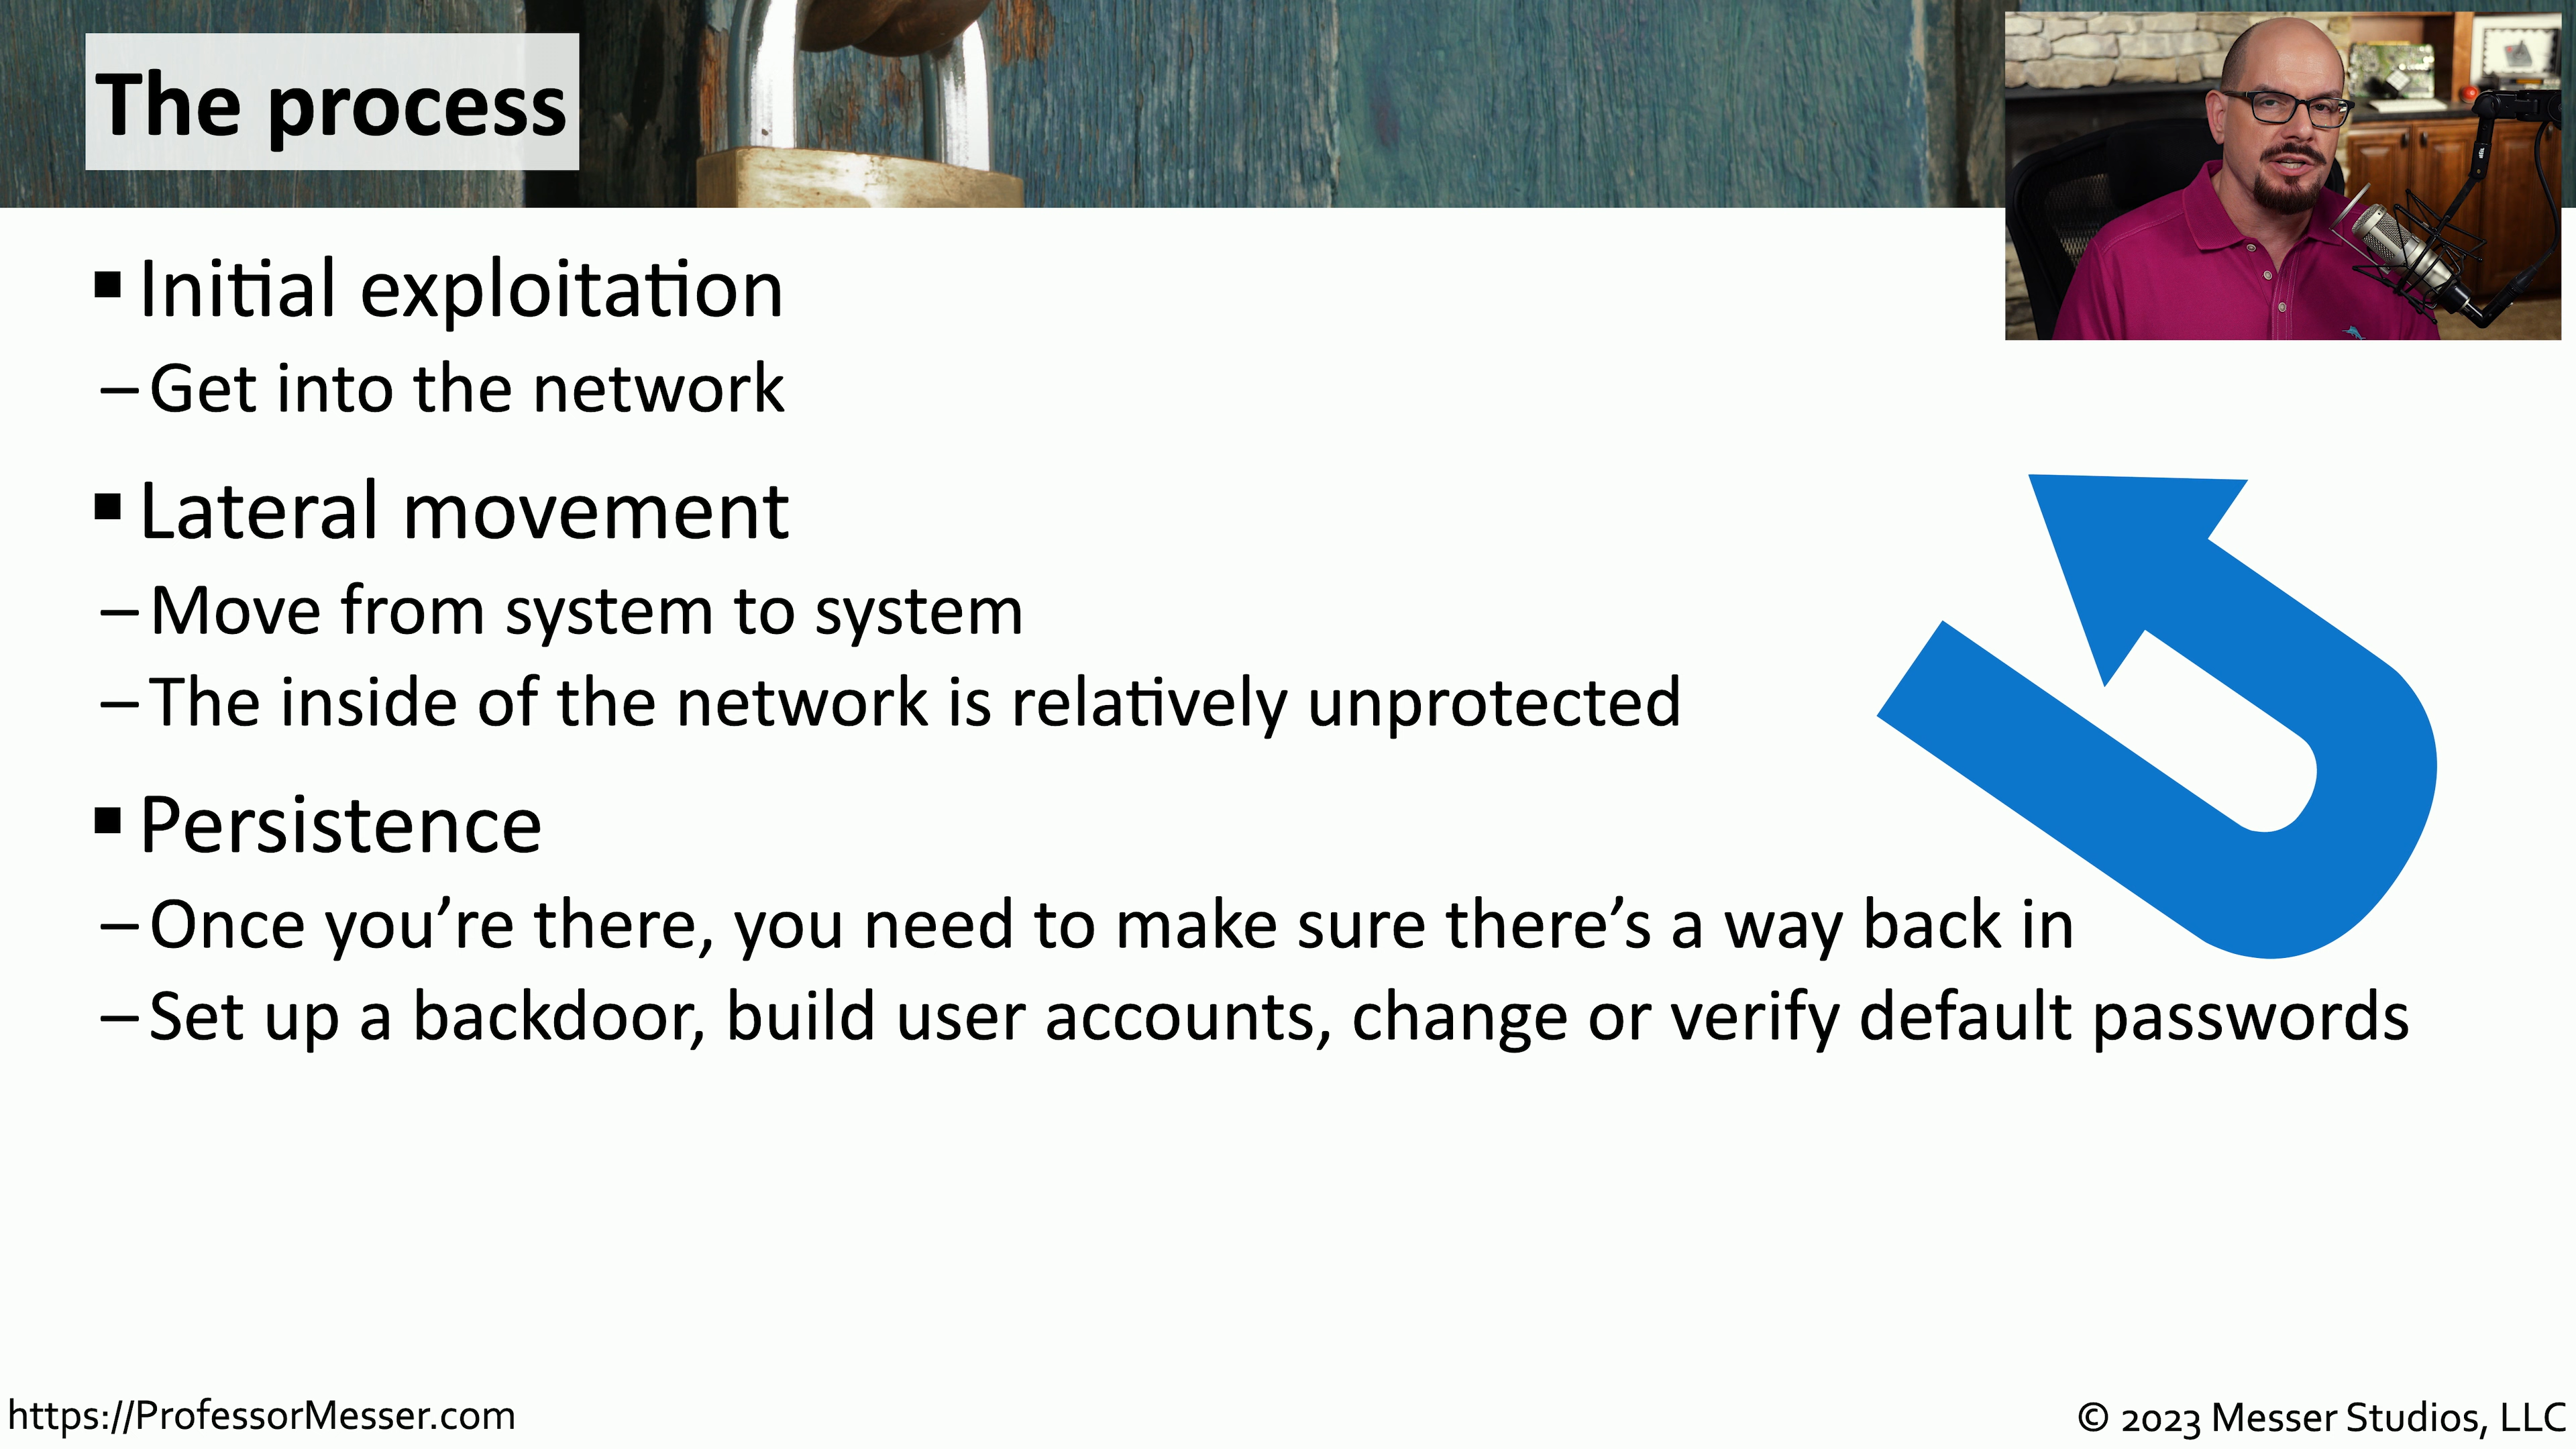 The process
▪ Initial exploitation
– Get into the network
▪ Lateral movement
– Move from system to system
– The inside of the network is relatively unprotected
▪ Persistence
– Once you’re there, you need to make sure there’s a way back in
– Set up a backdoor, build user accounts, change or verify default passwords
https://ProfessorMesser.com
© 2023 Messer Studios, LLC